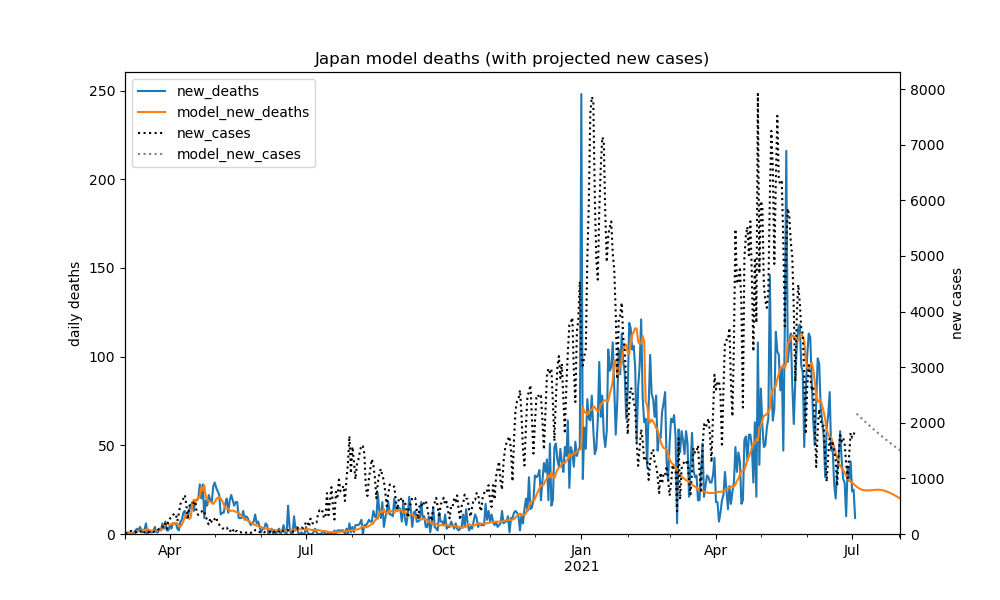 Japan model deaths (with projected new cases)
new_deaths
model_new_deaths
new_cases
model_new_cases
250
200
150
100
50
0
daily deaths
8000
7000
6000
5000
4000
3000
2000
1000
0
new cases
Apr
Jul
Oct
Jan
2021
Apr
Jul